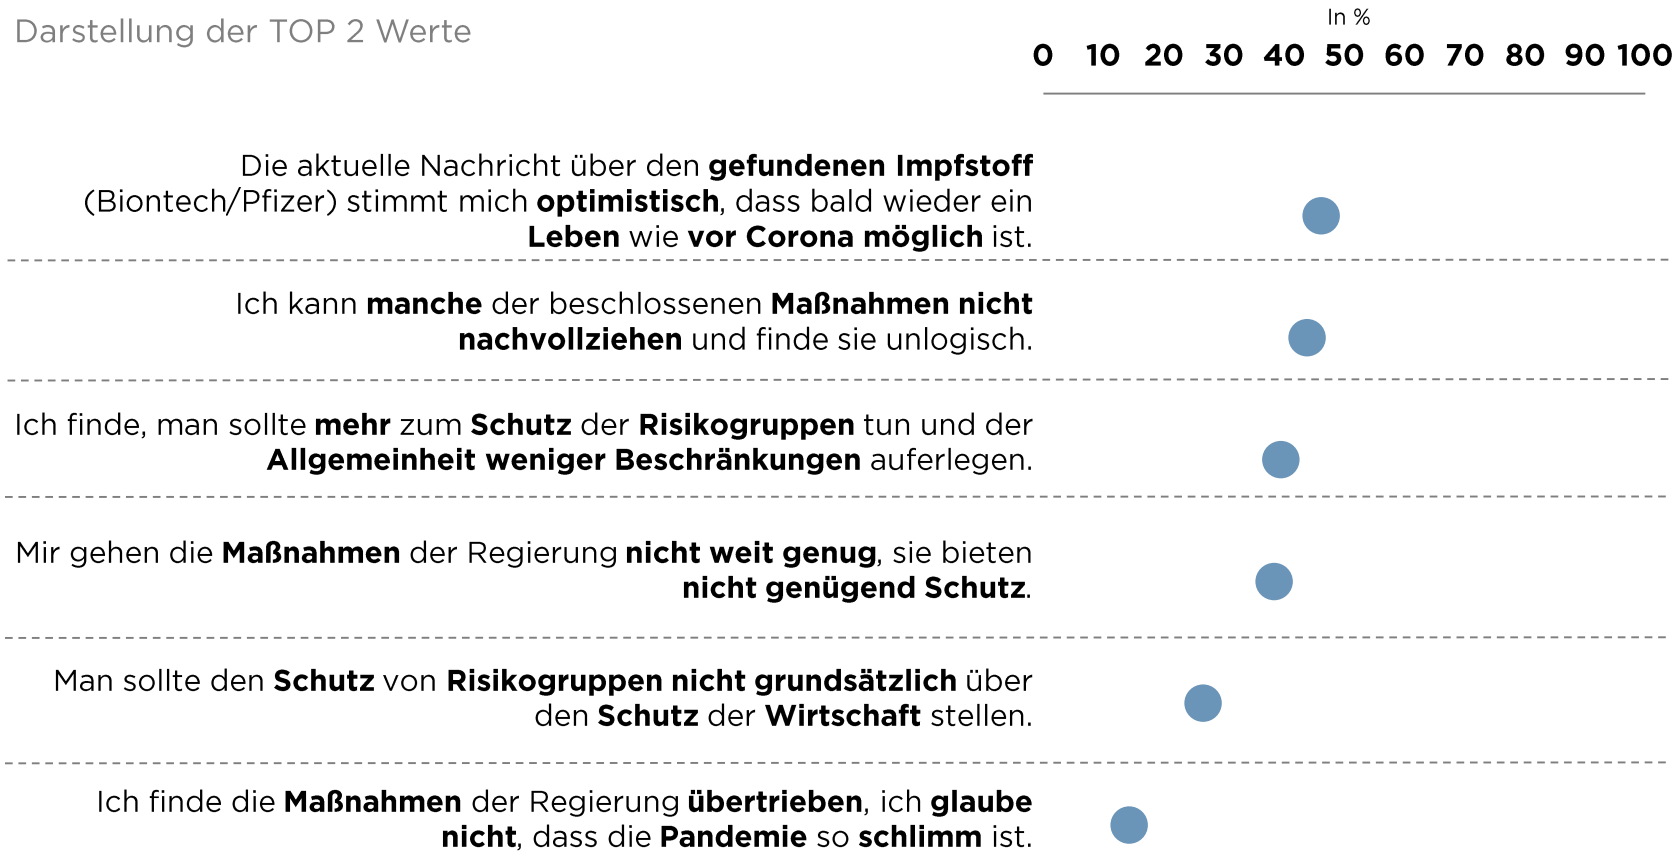 Darstellung der TOP 2 Werte
In %
0 10 20 30 40 50 60 70 80 90 100
Die aktuelle Nachricht über den gefundenen Impfstoff
(Biontech/Pfizer) stimmt mich optimistisch, dass bald wieder ein
Leben wie vor Corona möglich ist.
Ich kann manche der beschlossenen Maßnahmen nicht
nachvollziehen und finde sie unlogisch.
Ich finde, man sollte mehr zum Schutz der Risikogruppen tun und der
Allgemeinheit weniger Beschränkungen auferlegen.
Mir gehen die Maßnahmen der Regierung nicht weit genug, sie bieten
nicht genügend Schutz.
Man sollte den Schutz von Risikogruppen nicht grundsätzlich über
den Schutz der Wirtschaft stellen.
Ich finde die Maßnahmen der Regierung übertrieben, ich glaube
nicht, dass die Pandemie so schlimm ist.